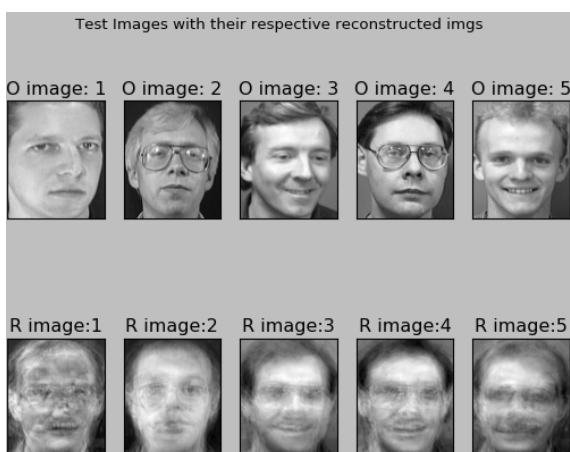 Test Images with their respective reconstructed imgs
O image: 1 O image: 2 O image: 3 O image: 4 O image: 5
R image:1 R image:2 R image:3 R image:4 R image:5